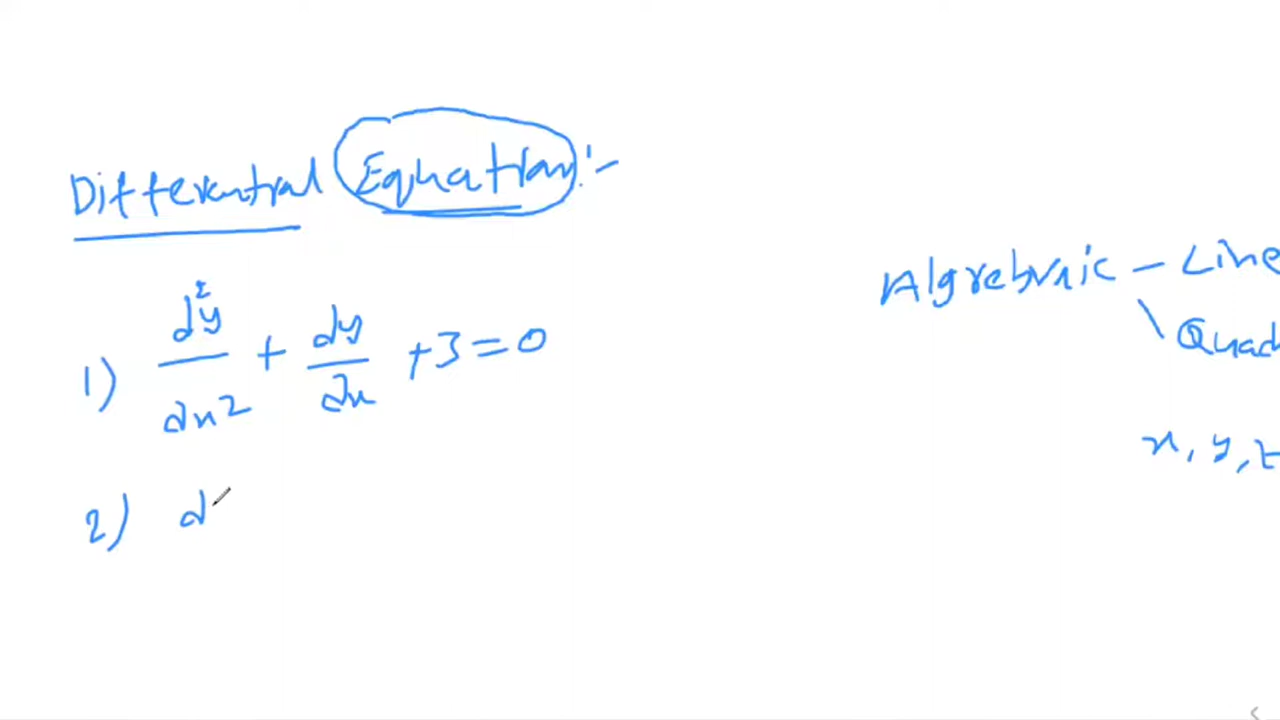 Differential Equation :-
1) d²y/dx² + dy/dx + 3 = 0
2) d
Algrebraic — Line
\ Quad
x, y, z